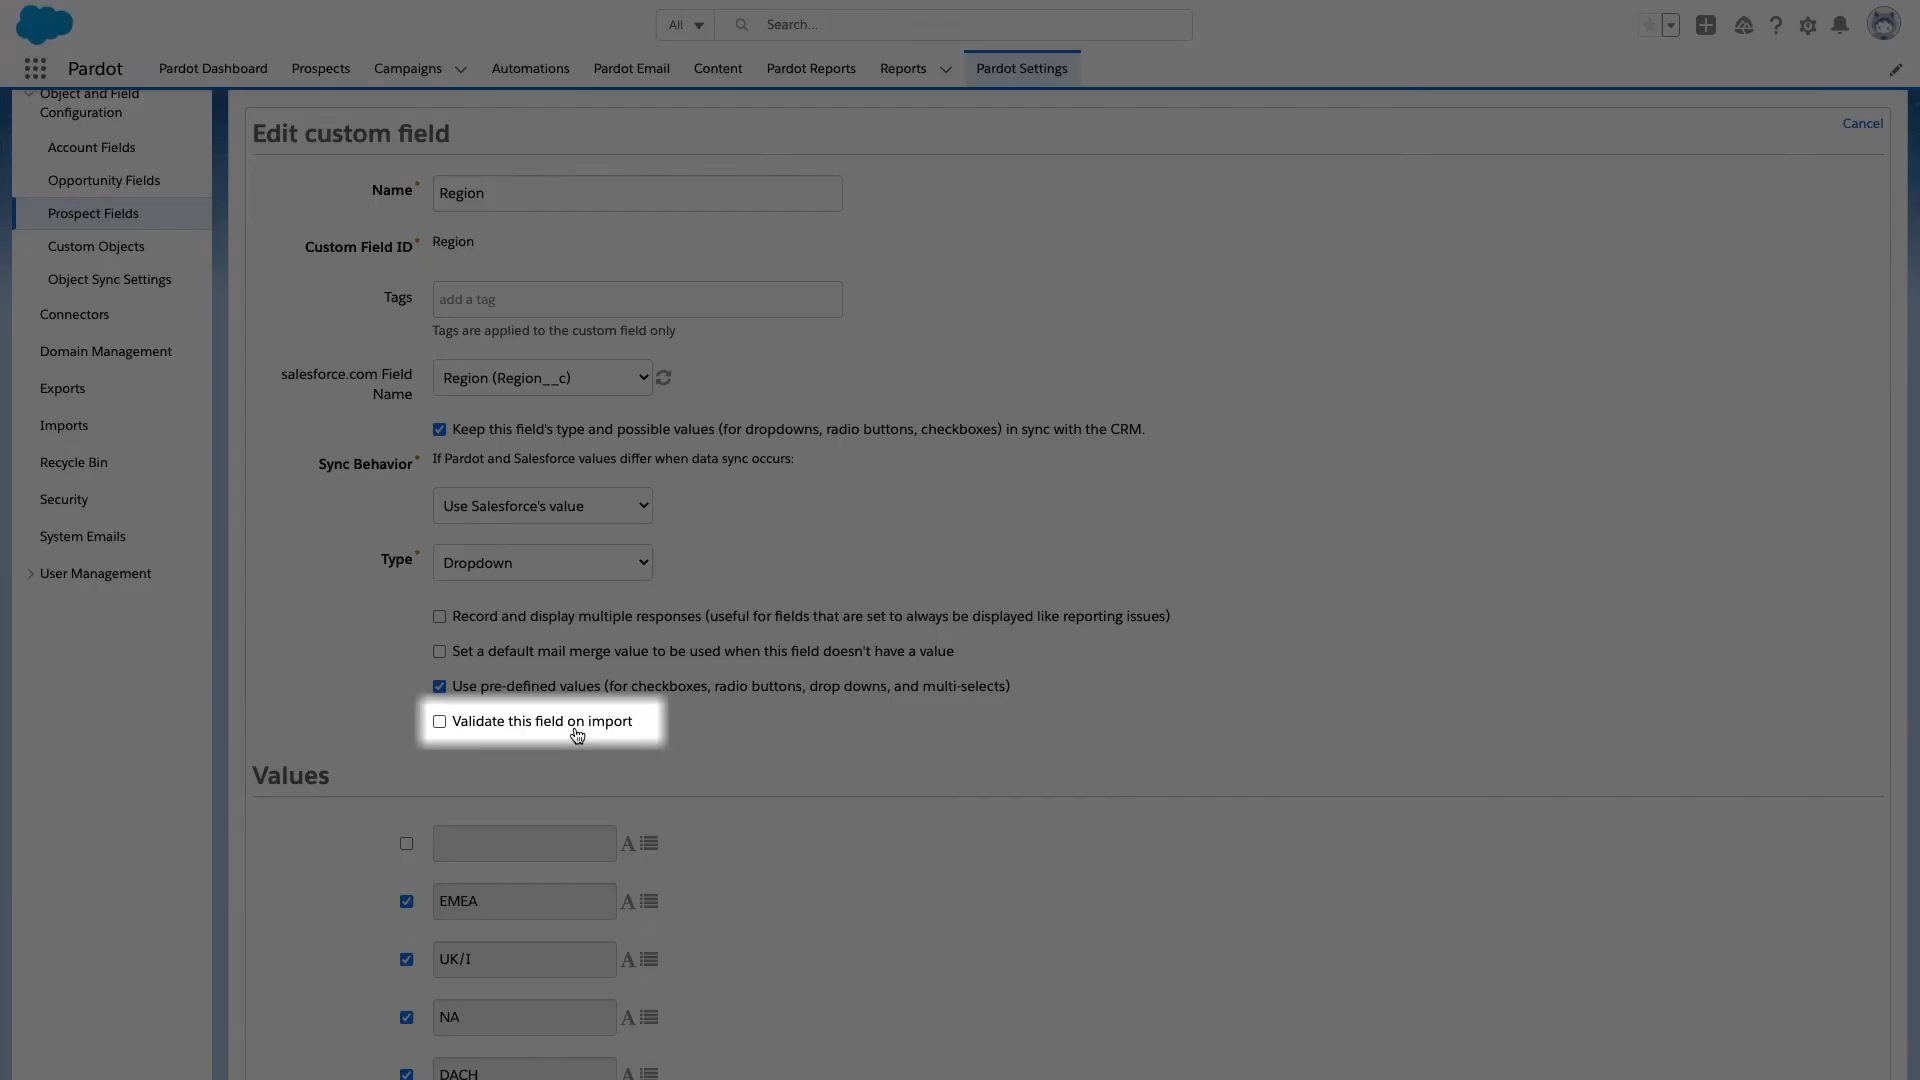 All
Search...
Pardot
Pardot Dashboard
Prospects
Campaigns
Automations
Pardot Email
Content
Pardot Reports
Reports
Pardot Settings
Object and Field
Configuration
Account Fields
Opportunity Fields
Prospect Fields
Custom Objects
Object Sync Settings
Connectors
Domain Management
Exports
Imports
Recycle Bin
Security
System Emails
User Management
Edit custom field
Cancel
Name*
Region
Custom Field ID*
Region
Tags
add a tag
Tags are applied to the custom field only
salesforce.com Field
Name
Region (Region__c)
Keep this field's type and possible values (for dropdowns, radio buttons, checkboxes) in sync with the CRM.
Sync Behavior*
If Pardot and Salesforce values differ when data sync occurs:
Use Salesforce's value
Type*
Dropdown
Record and display multiple responses (useful for fields that are set to always be displayed like reporting issues)
Set a default mail merge value to be used when this field doesn't have a value
Use pre-defined values (for checkboxes, radio buttons, drop downs, and multi-selects)
Validate this field on import
Values
A
EMEA
A
UK/I
A
NA
A
DACH
A